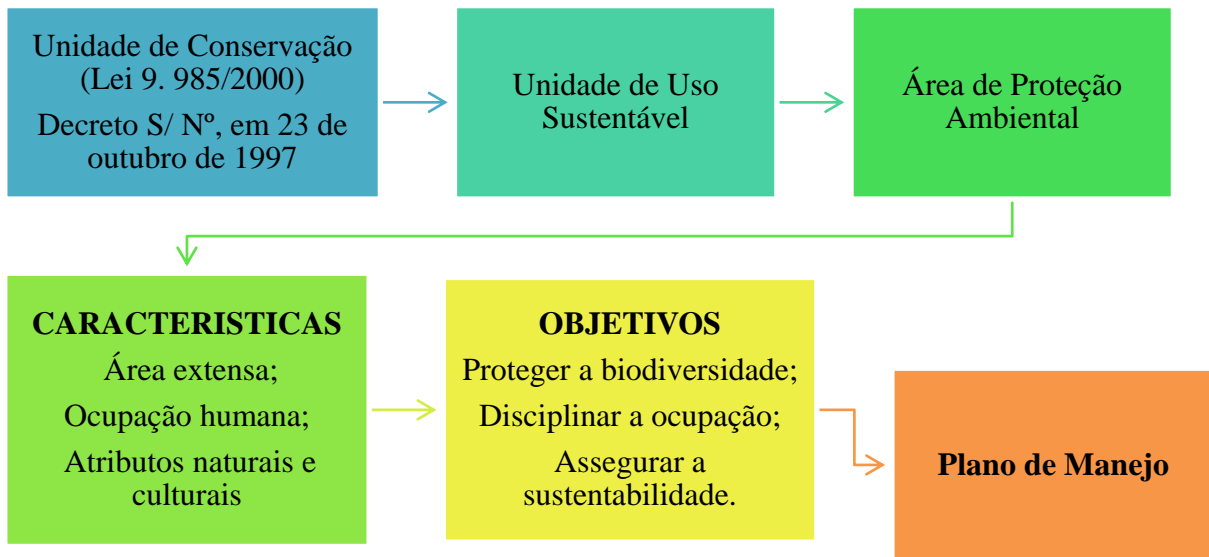 Unidade de Conservação
(Lei 9. 985/2000)
Decreto S/ Nº, em 23 de
outubro de 1997
Unidade de Uso
Sustentável
Área de Proteção
Ambiental
CARACTERISTICAS
Área extensa;
Ocupação humana;
Atributos naturais e
culturais
OBJETIVOS
Proteger a biodiversidade;
Disciplinar a ocupação;
Assegurar a
sustentabilidade.
Plano de Manejo